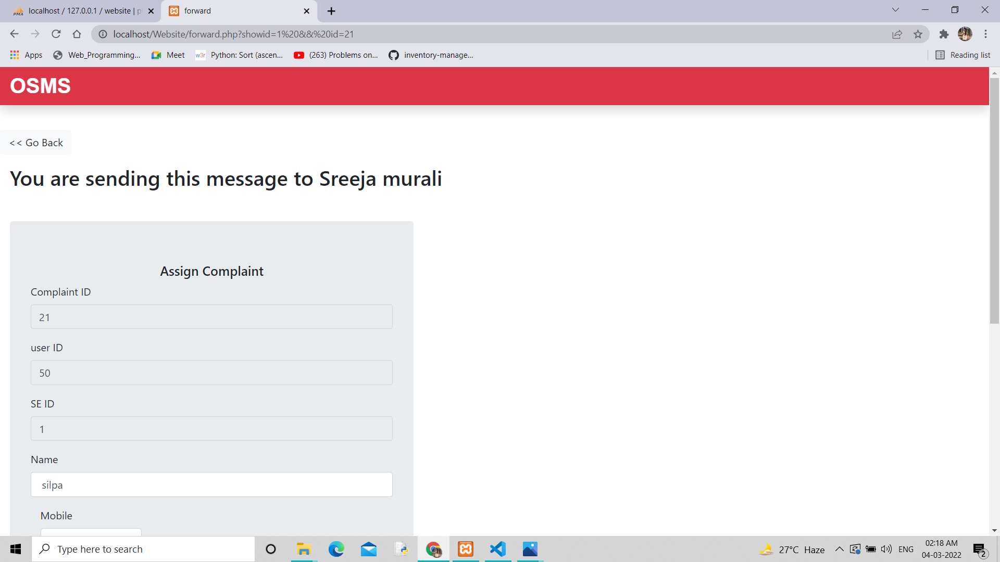 localhost / 127.0.0.1 / website | p
forward
localhost/Website/forward.php?showid=1%20&&%20id=21
Apps
Web_Programming...
Meet
Python: Sort (ascen...
(263) Problems on...
inventory-manage...
Reading list
OSMS
<< Go Back
You are sending this message to Sreeja murali
Assign Complaint
Complaint ID
21
user ID
50
SE ID
1
Name
silpa
Mobile
Type here to search
27°C Haze
ENG
02:18 AM
04-03-2022
2